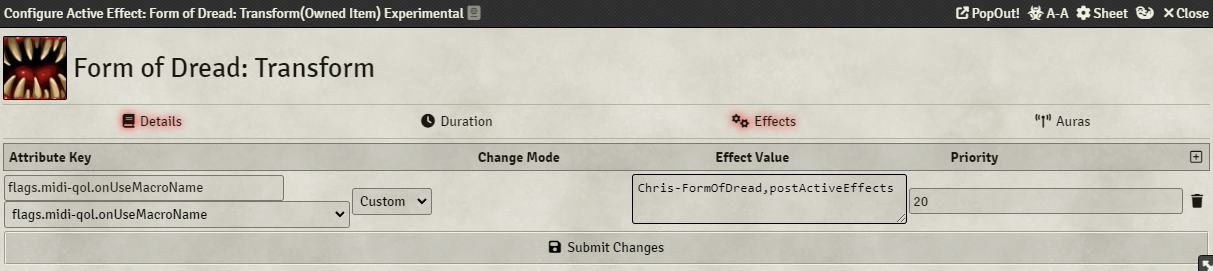 Configure Active Effect: Form of Dread: Transform(Owned Item) Experimental PopOut! A-A Sheet Close
Form of Dread: Transform
Details Duration Effects Auras
Attribute Key Change Mode Effect Value Priority
flags.midi-qol.onUseMacroName
flags.midi-qol.onUseMacroName Custom Chris-FormOfDread,postActiveEffects 20
Submit Changes